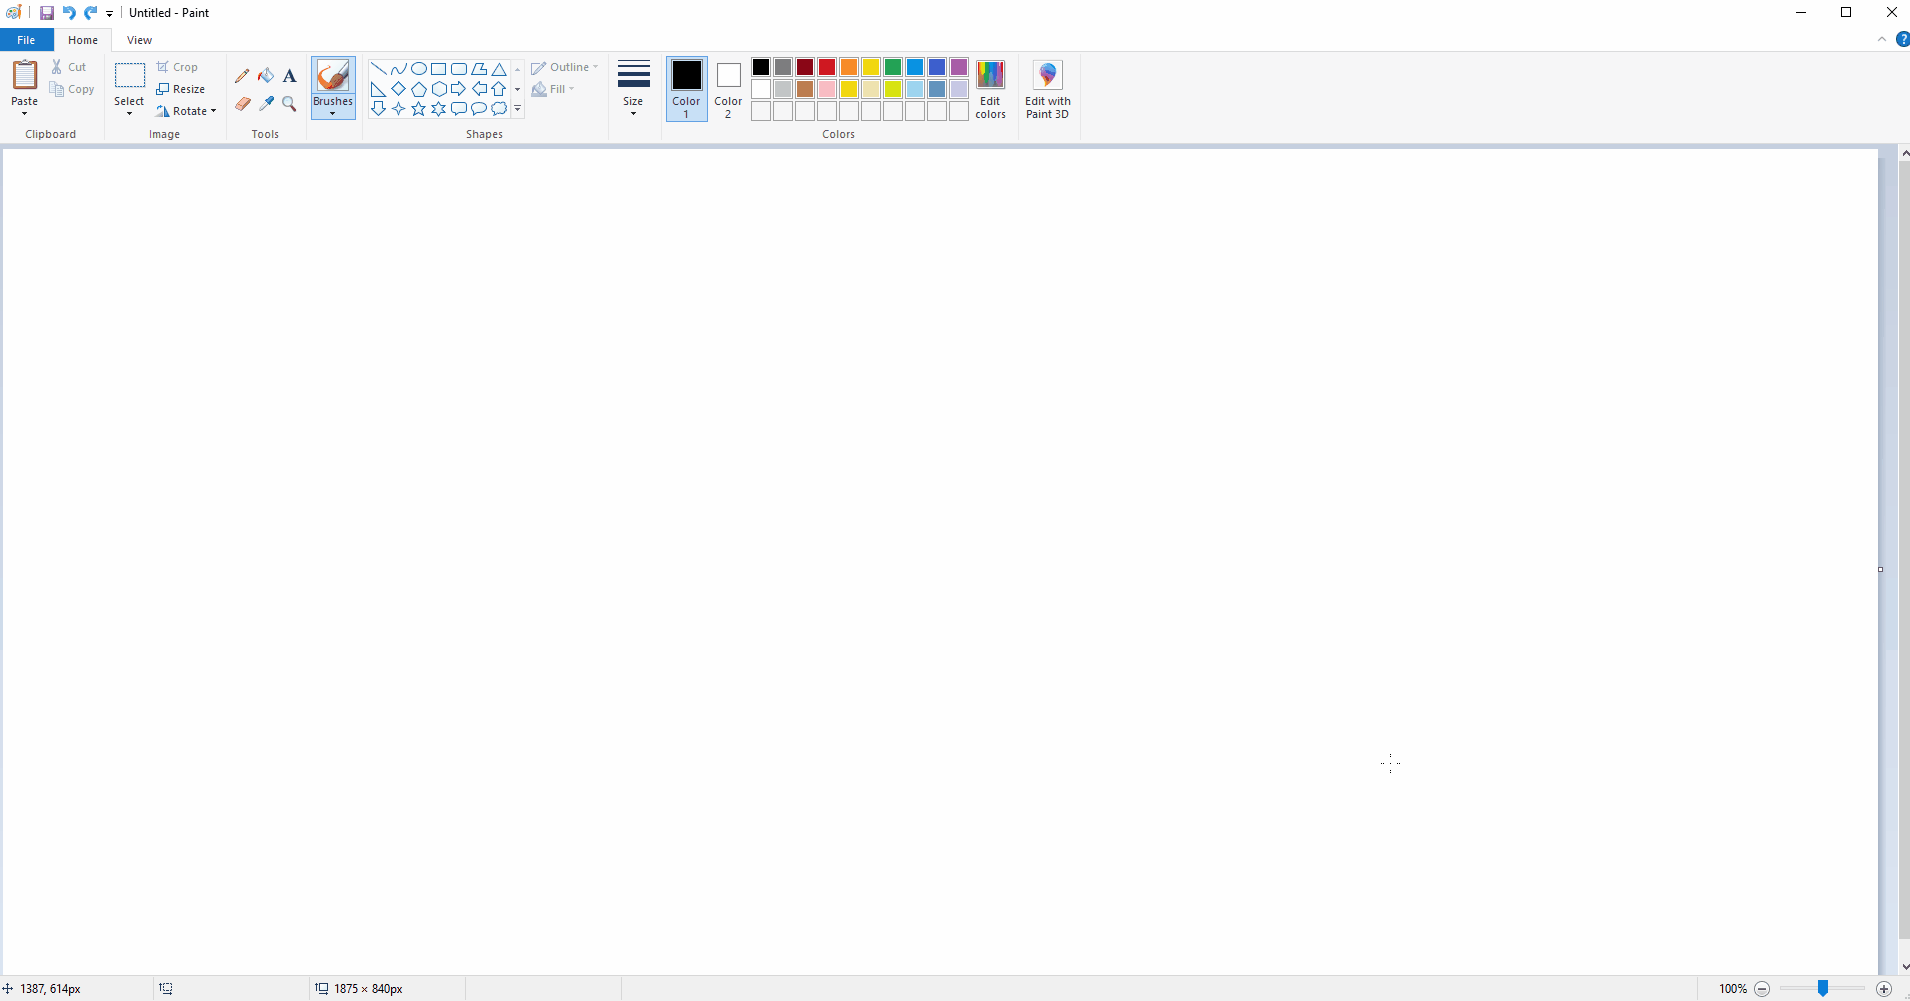 Untitled - Paint
File Home View
Paste Cut Copy Clipboard
Select Crop Resize Rotate Image
A Tools
Brushes
Outline Fill Shapes
Size
Color 1 Color 2 Edit colors Colors
Edit with Paint 3D
?
1387, 614px 1875 × 840px 100%